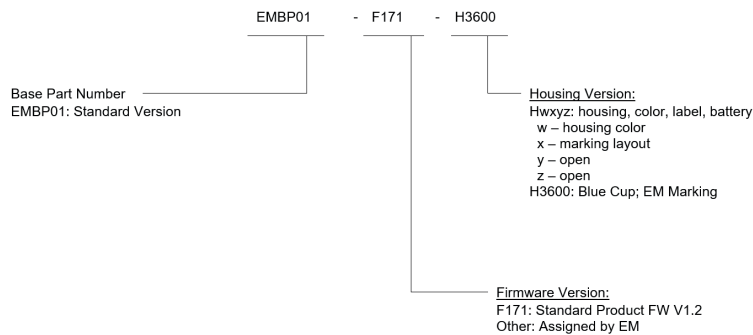 EMBP01 - F171 - H3600
Base Part Number
EMBP01: Standard Version
Housing Version:
Hwxyz: housing, color, label, battery
w – housing color
x – marking layout
y – open
z – open
H3600: Blue Cup; EM Marking
Firmware Version:
F171: Standard Product FW V1.2
Other: Assigned by EM